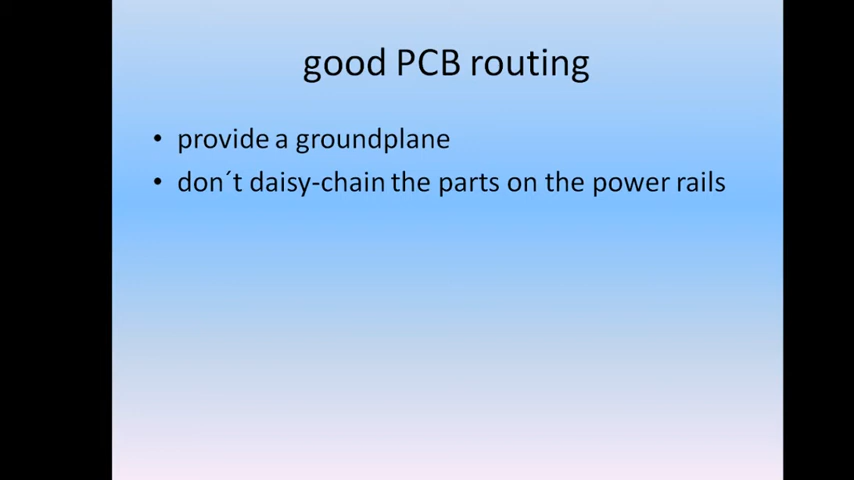 good PCB routing
• provide a groundplane
• don´t daisy-chain the parts on the power rails